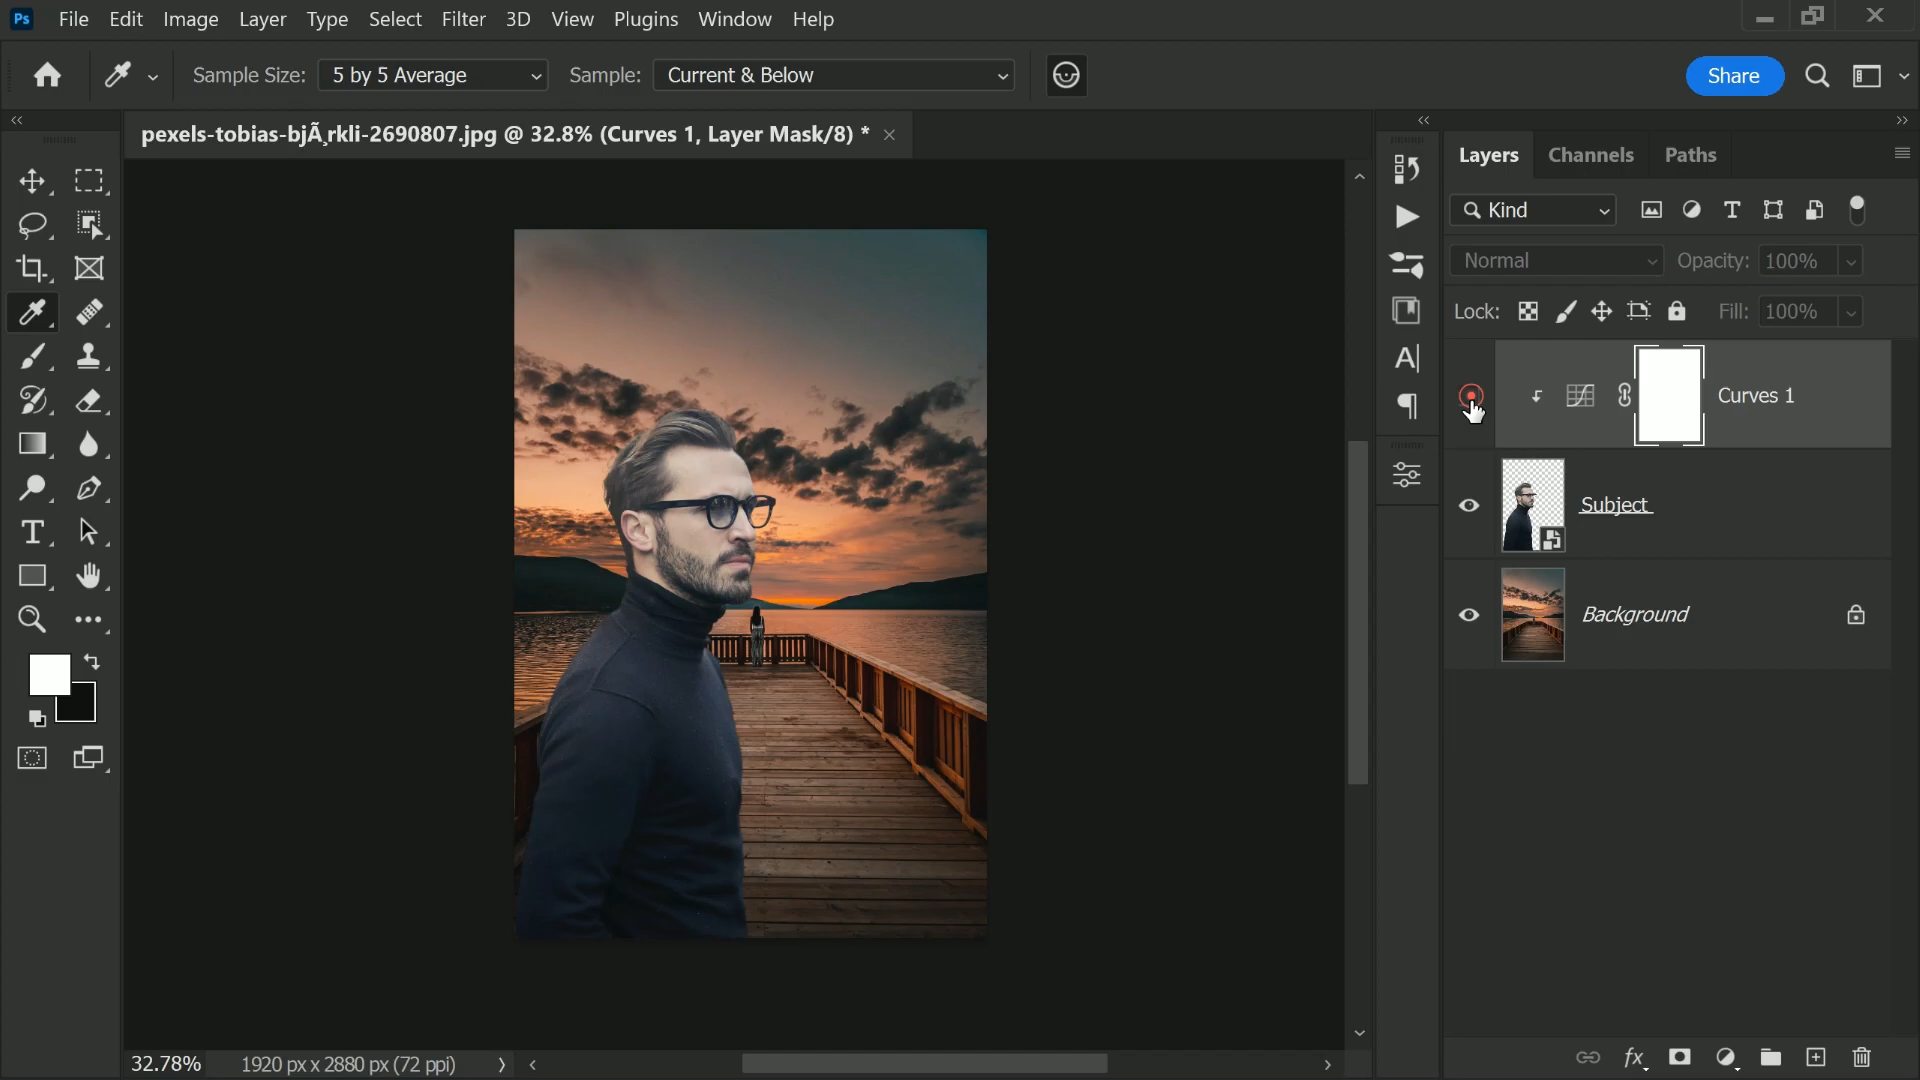 Ps File Edit Image Layer Type Select Filter 3D View Plugins Window Help
Sample Size: 5 by 5 Average Sample: Current & Below Share
pexels-tobias-bjÃ¸rkli-2690807.jpg @ 32.8% (Curves 1, Layer Mask/8) *
Layers Channels Paths
Kind
Normal Opacity: 100%
Lock: Fill: 100%
Curves 1
Subject
Background
32.78% 1920 px x 2880 px (72 ppi)